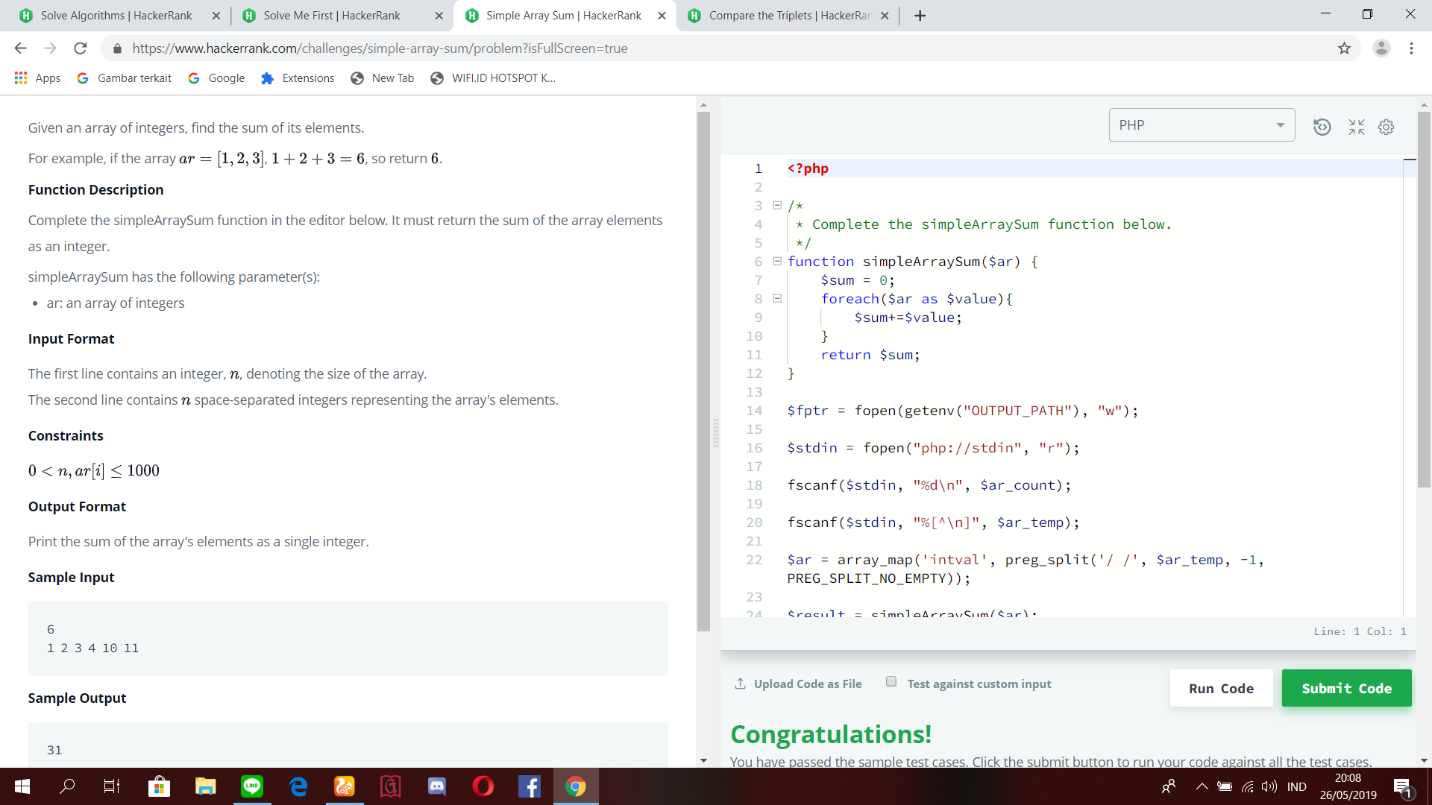 Solve Algorithms | HackerRank
Solve Me First | HackerRank
Simple Array Sum | HackerRank
Compare the Triplets | HackerRan
https://www.hackerrank.com/challenges/simple-array-sum/problem?isFullScreen=true
Apps
Gambar terkait
Google
Extensions
New Tab
WIFI.ID HOTSPOT K...
Given an array of integers, find the sum of its elements.
For example, if the array ar = [1, 2, 3], 1 + 2 + 3 = 6, so return 6.
Function Description
Complete the simpleArraySum function in the editor below. It must return the sum of the array elements
as an integer.
simpleArraySum has the following parameter(s):
• ar: an array of integers
Input Format
The first line contains an integer, n, denoting the size of the array.
The second line contains n space-separated integers representing the array's elements.
Constraints
0 < n, ar[i] ≤ 1000
Output Format
Print the sum of the array's elements as a single integer.
Sample Input
6
1 2 3 4 10 11
Sample Output
31
PHP
1 <?php
2
3 /*
4 * Complete the simpleArraySum function below.
5 */
6 function simpleArraySum($ar) {
7 $sum = 0;
8 foreach($ar as $value){
9 $sum+=$value;
10 }
11 return $sum;
12 }
13
14 $fptr = fopen(getenv("OUTPUT_PATH"), "w");
15
16 $stdin = fopen("php://stdin", "r");
17
18 fscanf($stdin, "%d\n", $ar_count);
19
20 fscanf($stdin, "%[^\n]", $ar_temp);
21
22 $ar = array_map('intval', preg_split('/ /', $ar_temp, -1,
PREG_SPLIT_NO_EMPTY));
23
24 $result = simpleArraySum($ar);
Line: 1 Col: 1
Upload Code as File
Test against custom input
Run Code
Submit Code
Congratulations!
You have passed the sample test cases. Click the submit button to run your code against all the test cases.
LINE
IND
20:08
26/05/2019
1